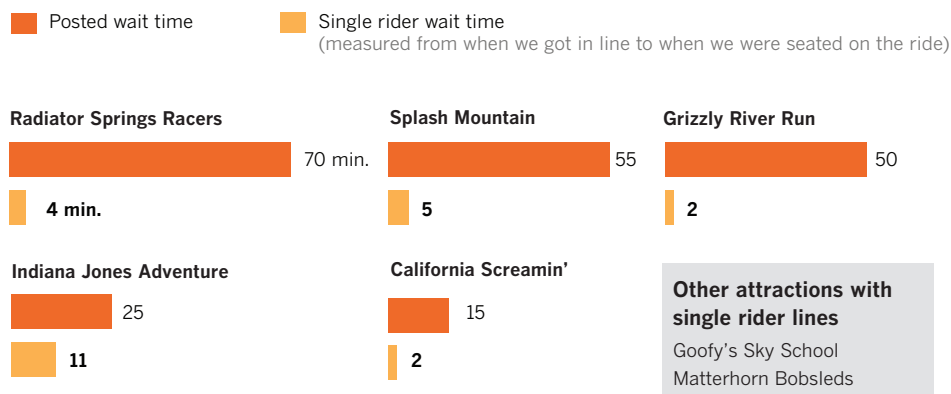 Posted wait time
Single rider wait time
(measured from when we got in line to when we were seated on the ride)
Radiator Springs Racers
70 min.
4 min.
Splash Mountain
55
5
Grizzly River Run
50
2
Indiana Jones Adventure
25
11
California Screamin’
15
2
Other attractions with
single rider lines
Goofy’s Sky School
Matterhorn Bobsleds